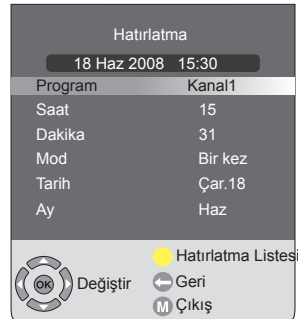 Hatırlatma
18 Haz 2008 15:30
Program Kanal1
Saat 15
Dakika 31
Mod Bir kez
Tarih Çar.18
Ay Haz
Hatırlatma Listesi
OK Değiştir Geri
M Çıkış